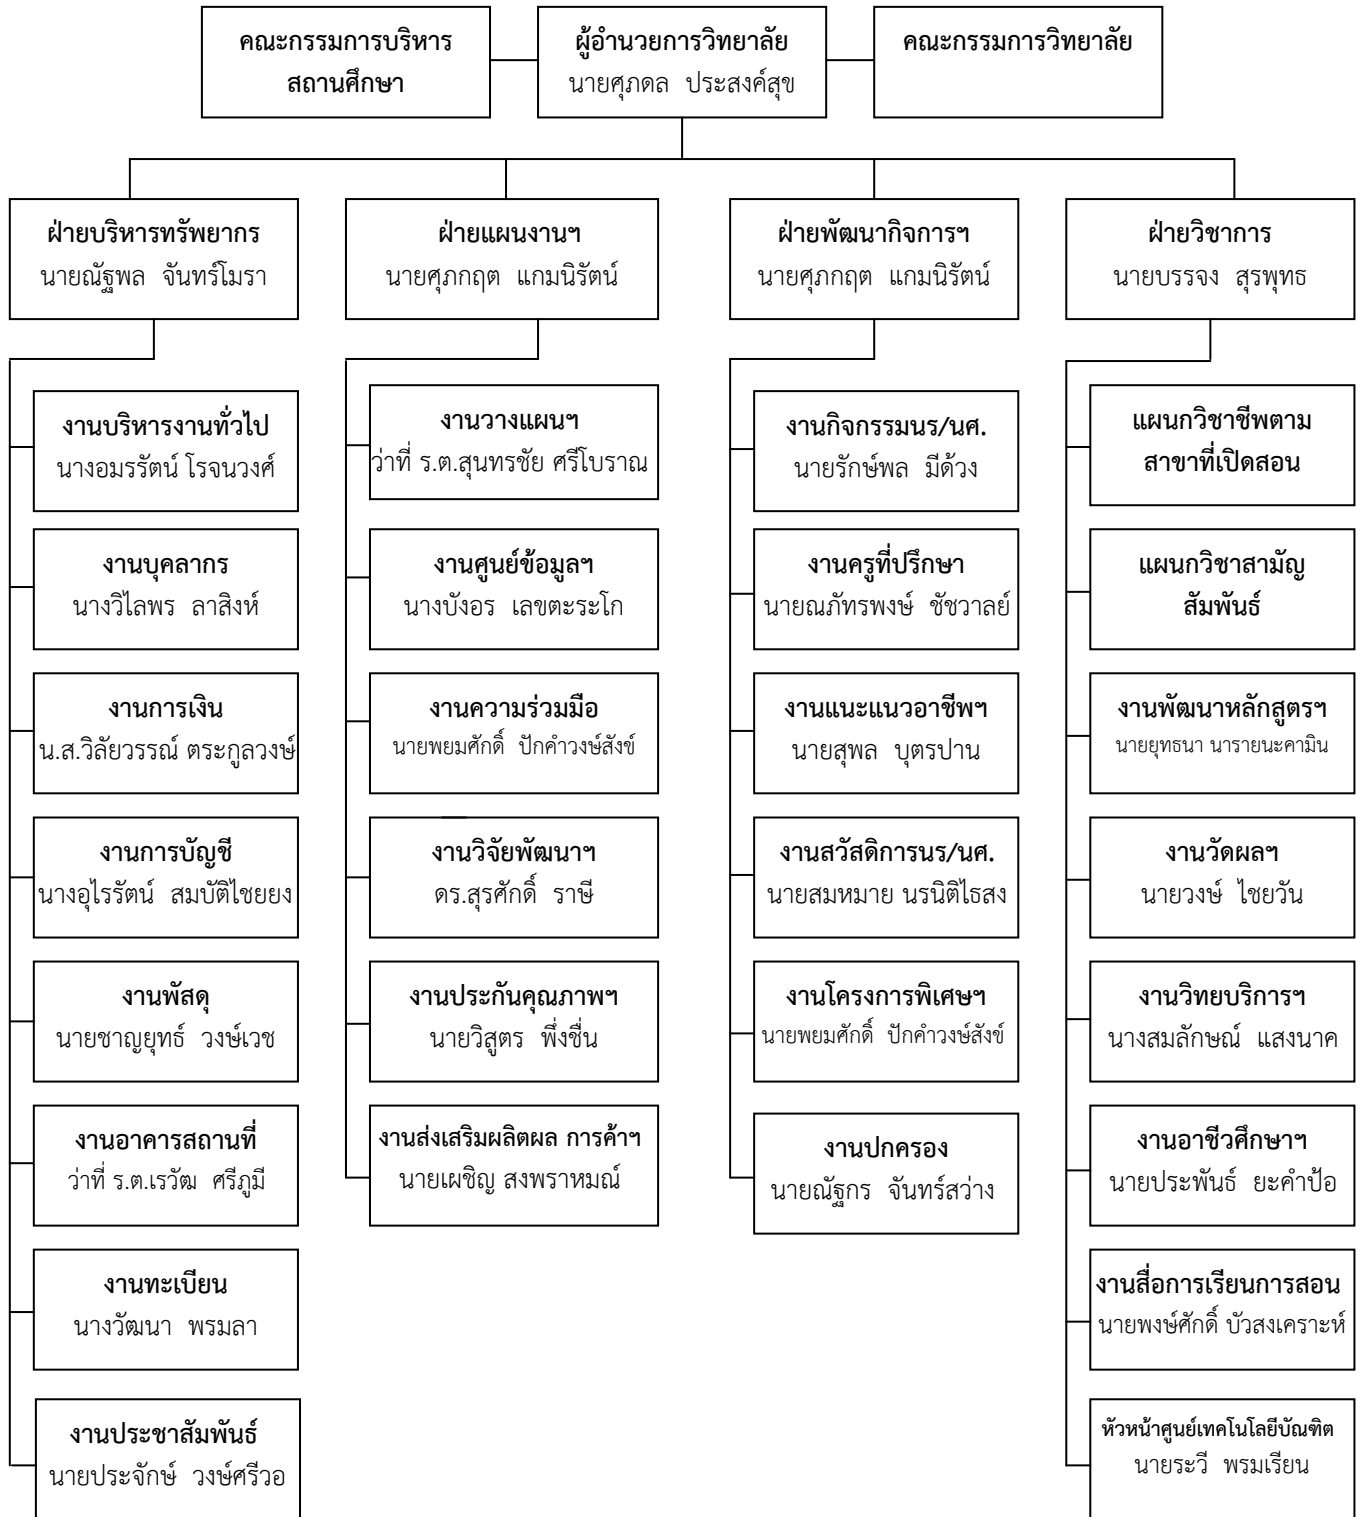 คณะกรรมการบริหาร
สถานศึกษา
ผู้อำนวยการวิทยาลัย
นายศุภดล ประสงค์สุข
คณะกรรมการวิทยาลัย
ฝ่ายบริหารทรัพยากร
นายณัฐพล จันทร์โมรา
ฝ่ายแผนงานฯ
นายศุภกฤต แกมนิรัตน์
ฝ่ายพัฒนากิจการฯ
นายศุภกฤต แกมนิรัตน์
ฝ่ายวิชาการ
นายบรรจง สุรพุทธ
งานบริหารงานทั่วไป
นางอมรรัตน์ โรจนวงศ์
งานบุคลากร
นางวิไลพร ลาสิงห์
งานการเงิน
น.ส.วิลัยวรรณ์ ตระกูลวงษ์
งานการบัญชี
นางอุไรรัตน์ สมบัติไชยยง
งานพัสดุ
นายชาญยุทธ์ วงษ์เวช
งานอาคารสถานที่
ว่าที่ ร.ต.เรวัฒ ศรีภูมี
งานทะเบียน
นางวัฒนา พรมลา
งานประชาสัมพันธ์
นายประจักษ์ วงษ์ศรีวอ
งานวางแผนฯ
ว่าที่ ร.ต.สุนทรชัย ศรีโบราณ
งานศูนย์ข้อมูลฯ
นางบังอร เลขตะระโก
งานความร่วมมือ
นายพยมศักดิ์ ปักคำวงษ์สังข์
งานวิจัยพัฒนาฯ
ดร.สุรศักดิ์ ราษี
งานประกันคุณภาพฯ
นายวิสูตร พึ่งชื่น
งานส่งเสริมผลิตผล การค้าฯ
นายเผชิญ สงพราหมณ์
งานกิจกรรมนร/นศ.
นายรักษ์พล มีด้วง
งานครูที่ปรึกษา
นายณภัทรพงษ์ ชัชวาลย์
งานแนะแนวอาชีพฯ
นายสุพล บุตรปาน
งานสวัสดิการนร/นศ.
นายสมหมาย นรนิติไธสง
งานโครงการพิเศษฯ
นายพยมศักดิ์ ปักคำวงษ์สังข์
งานปกครอง
นายณัฐกร จันทร์สว่าง
แผนกวิชาชีพตาม
สาขาที่เปิดสอน
แผนกวิชาสามัญ
สัมพันธ์
งานพัฒนาหลักสูตรฯ
นายยุทธนา นารายนะคามิน
งานวัดผลฯ
นายวงษ์ ไชยวัน
งานวิทยบริการฯ
นางสมลักษณ์ แสงนาค
งานอาชีวศึกษาฯ
นายประพันธ์ ยะคำป้อ
งานสื่อการเรียนการสอน
นายพงษ์ศักดิ์ บัวสงเคราะห์
หัวหน้าศูนย์เทคโนโลยีบัณฑิต
นายระวี พรมเรียน